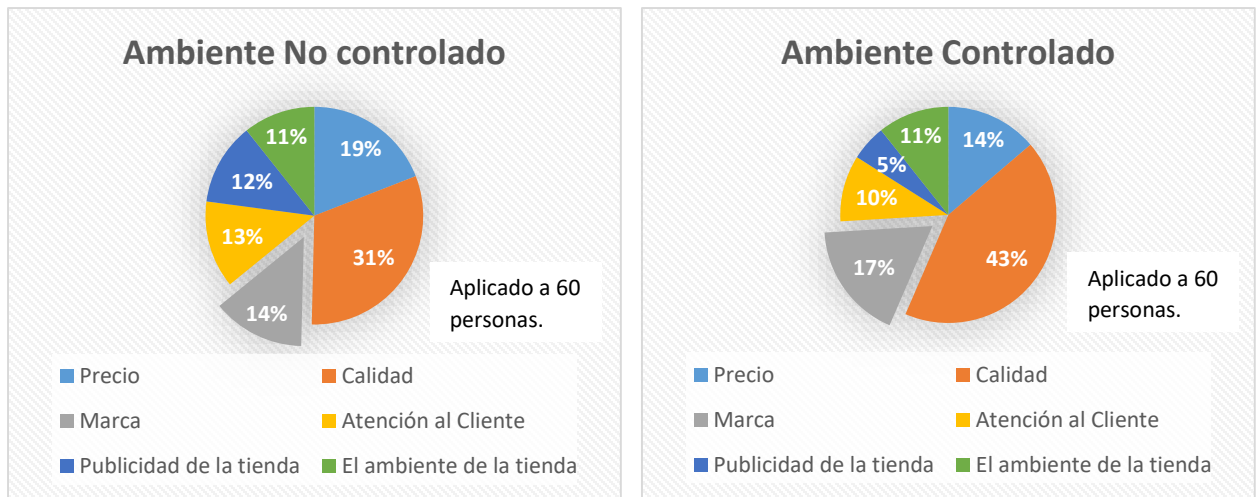 Ambiente No controlado
11%
19%
12%
13%
31%
14%
Aplicado a 60
personas.
Precio
Calidad
Marca
Atención al Cliente
Publicidad de la tienda
El ambiente de la tienda
Ambiente Controlado
11%
14%
5%
10%
17%
43%
Aplicado a 60
personas.
Precio
Calidad
Marca
Atención al Cliente
Publicidad de la tienda
El ambiente de la tienda